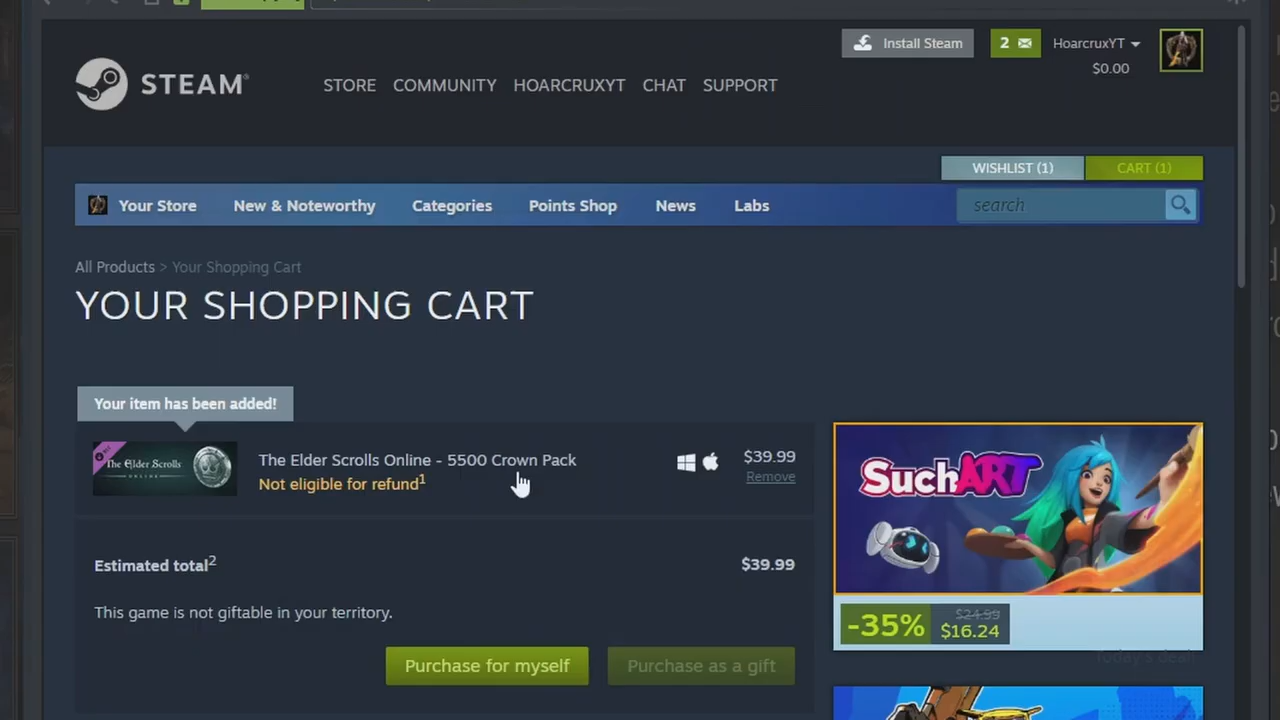 Install Steam
2
HoarcruxYT
$0.00
STEAM®
STORE COMMUNITY HOARCRUXYT CHAT SUPPORT
WISHLIST (1) CART (1)
Your Store New & Noteworthy Categories Points Shop News Labs search
All Products > Your Shopping Cart
YOUR SHOPPING CART
Your item has been added!
The Elder Scrolls ONLINE
The Elder Scrolls Online - 5500 Crown Pack $39.99
Not eligible for refund¹ Remove
Estimated total² $39.99
This game is not giftable in your territory.
Purchase for myself Purchase as a gift
SuchART
-35% $24.99 $16.24
Today's deal!